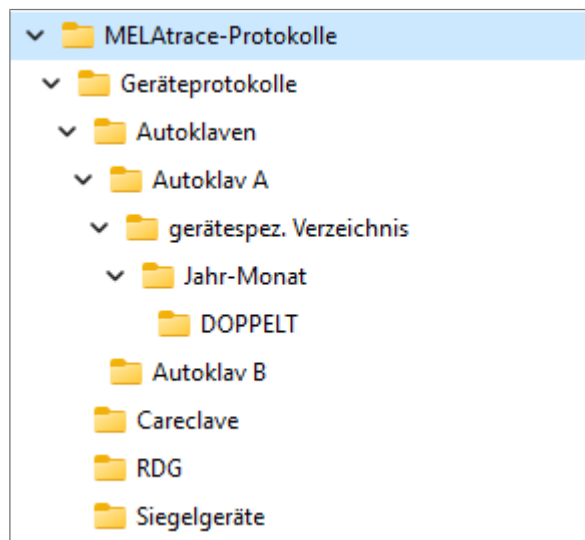 MELAtrace-Protokolle
Geräteprotokolle
Autoklaven
Autoklav A
gerätespez. Verzeichnis
Jahr-Monat
DOPPELT
Autoklav B
Careclave
RDG
Siegelgeräte